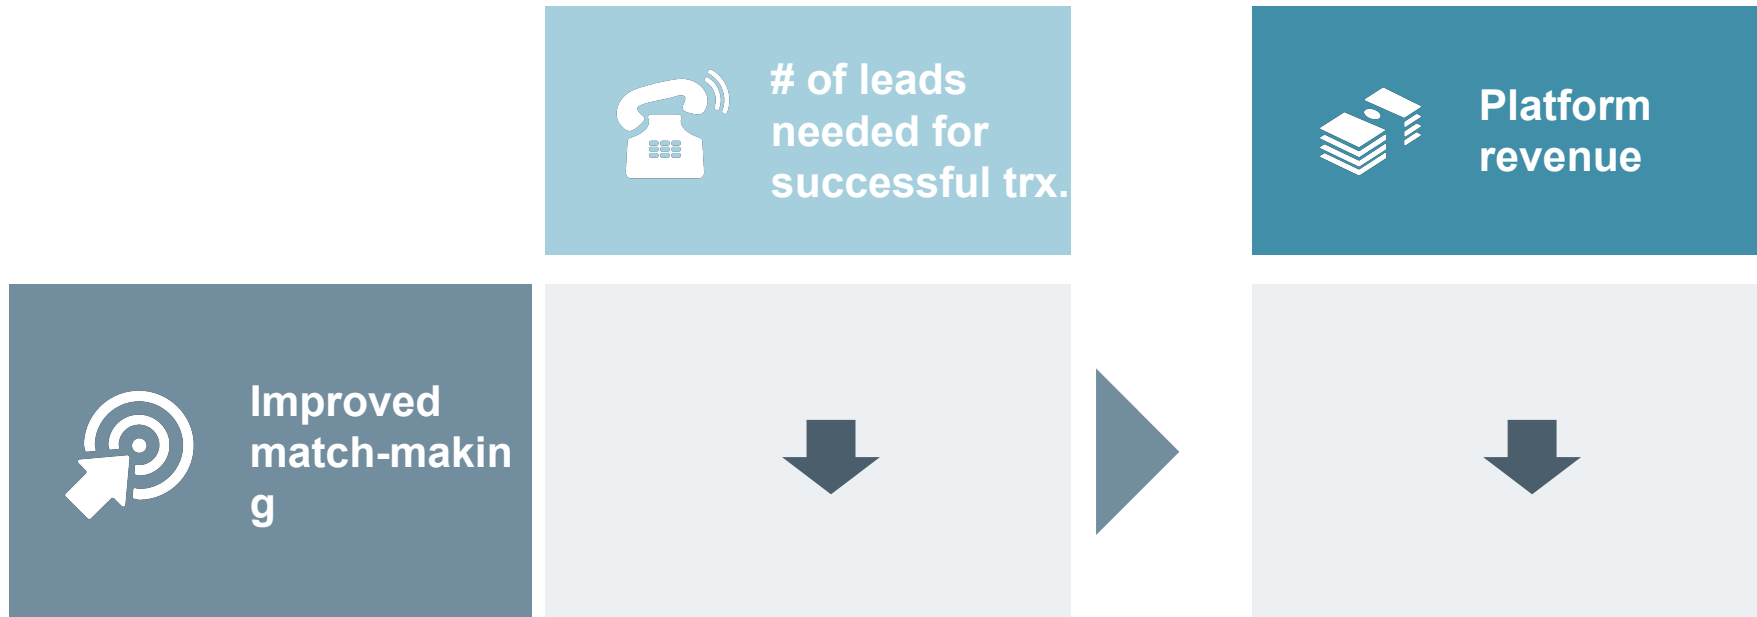 # of leads
needed for
successful trx.
Platform
revenue
Improved
match-makin
g